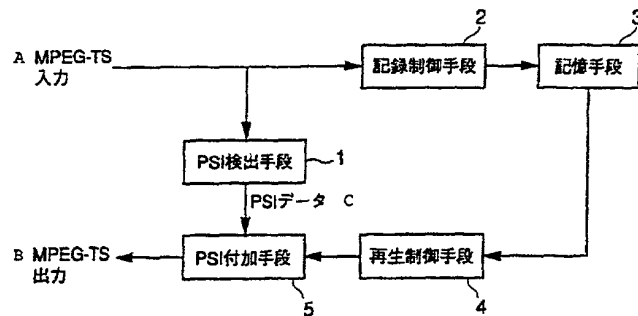 2
3
A MPEG-TS
入力
記録制御手段
記憶手段
PSI検出手段
1
PSIデータ C
B MPEG-TS
出力
PSI付加手段
再生制御手段
5
4